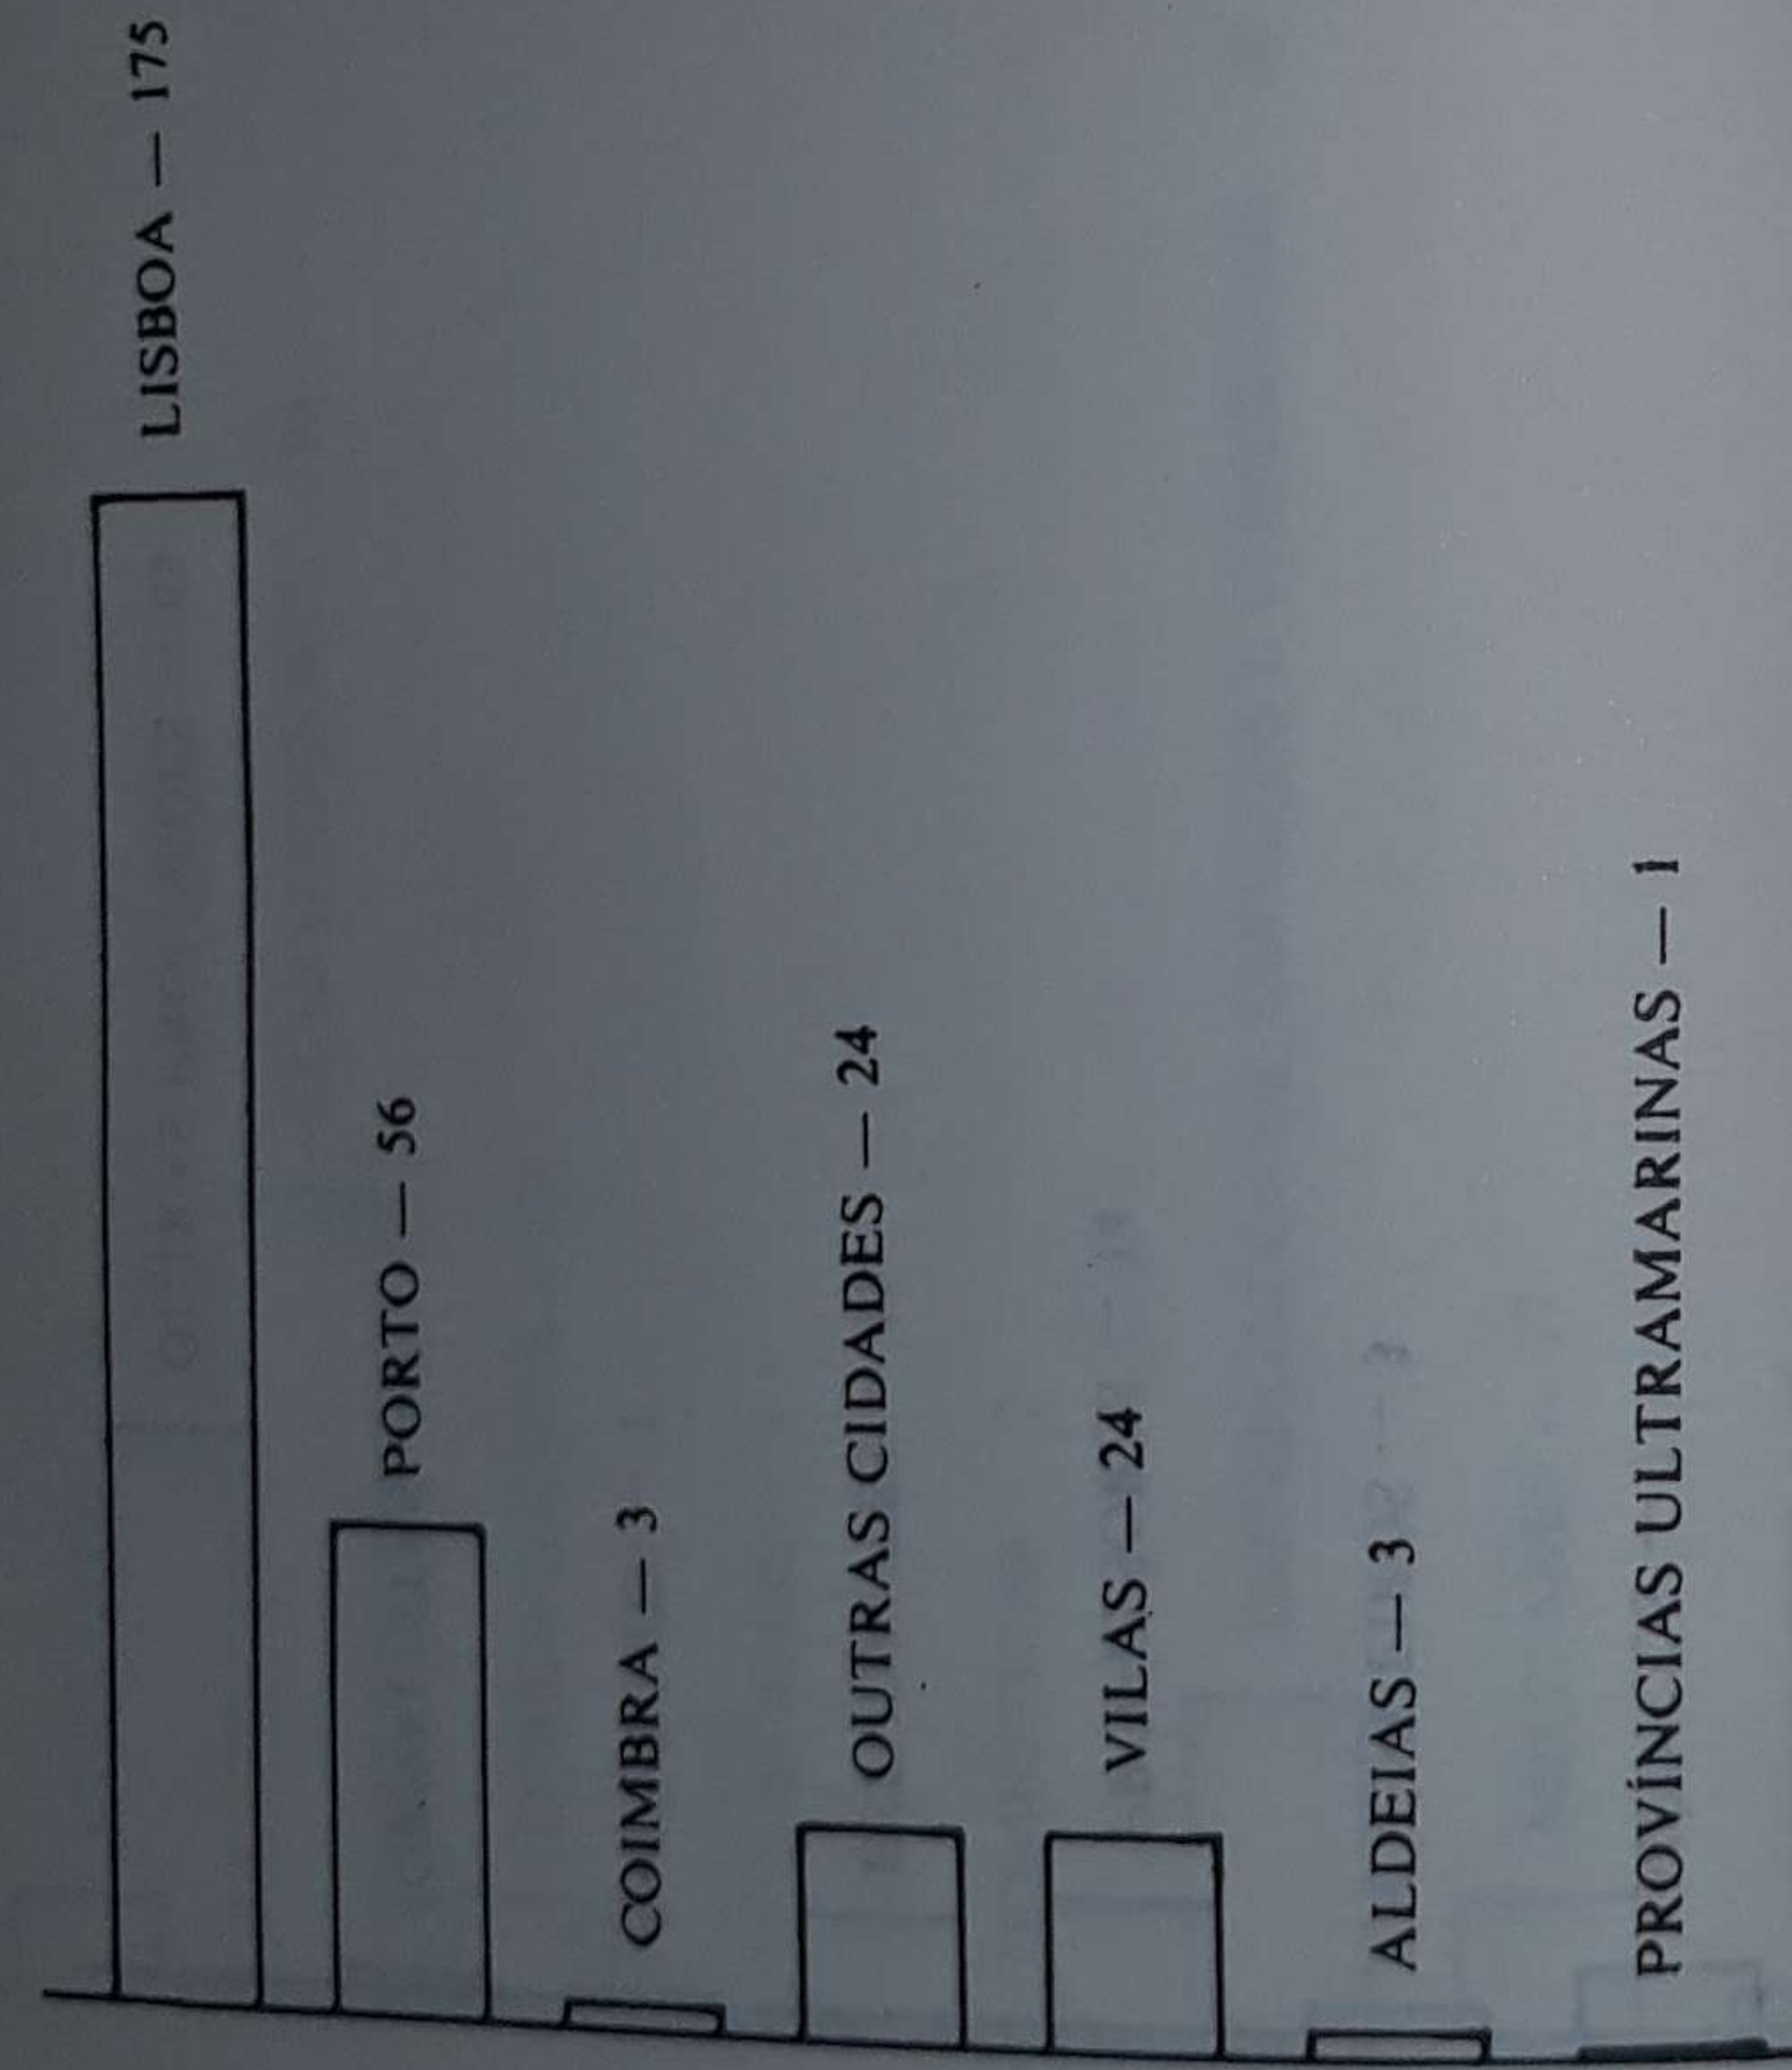 LISBOA — 175
PORTO — 56
COIMBRA — 3
OUTRAS CIDADES — 24
VILAS — 24
ALDEIAS — 3
PROVÍNCIAS ULTRAMARINAS — 1